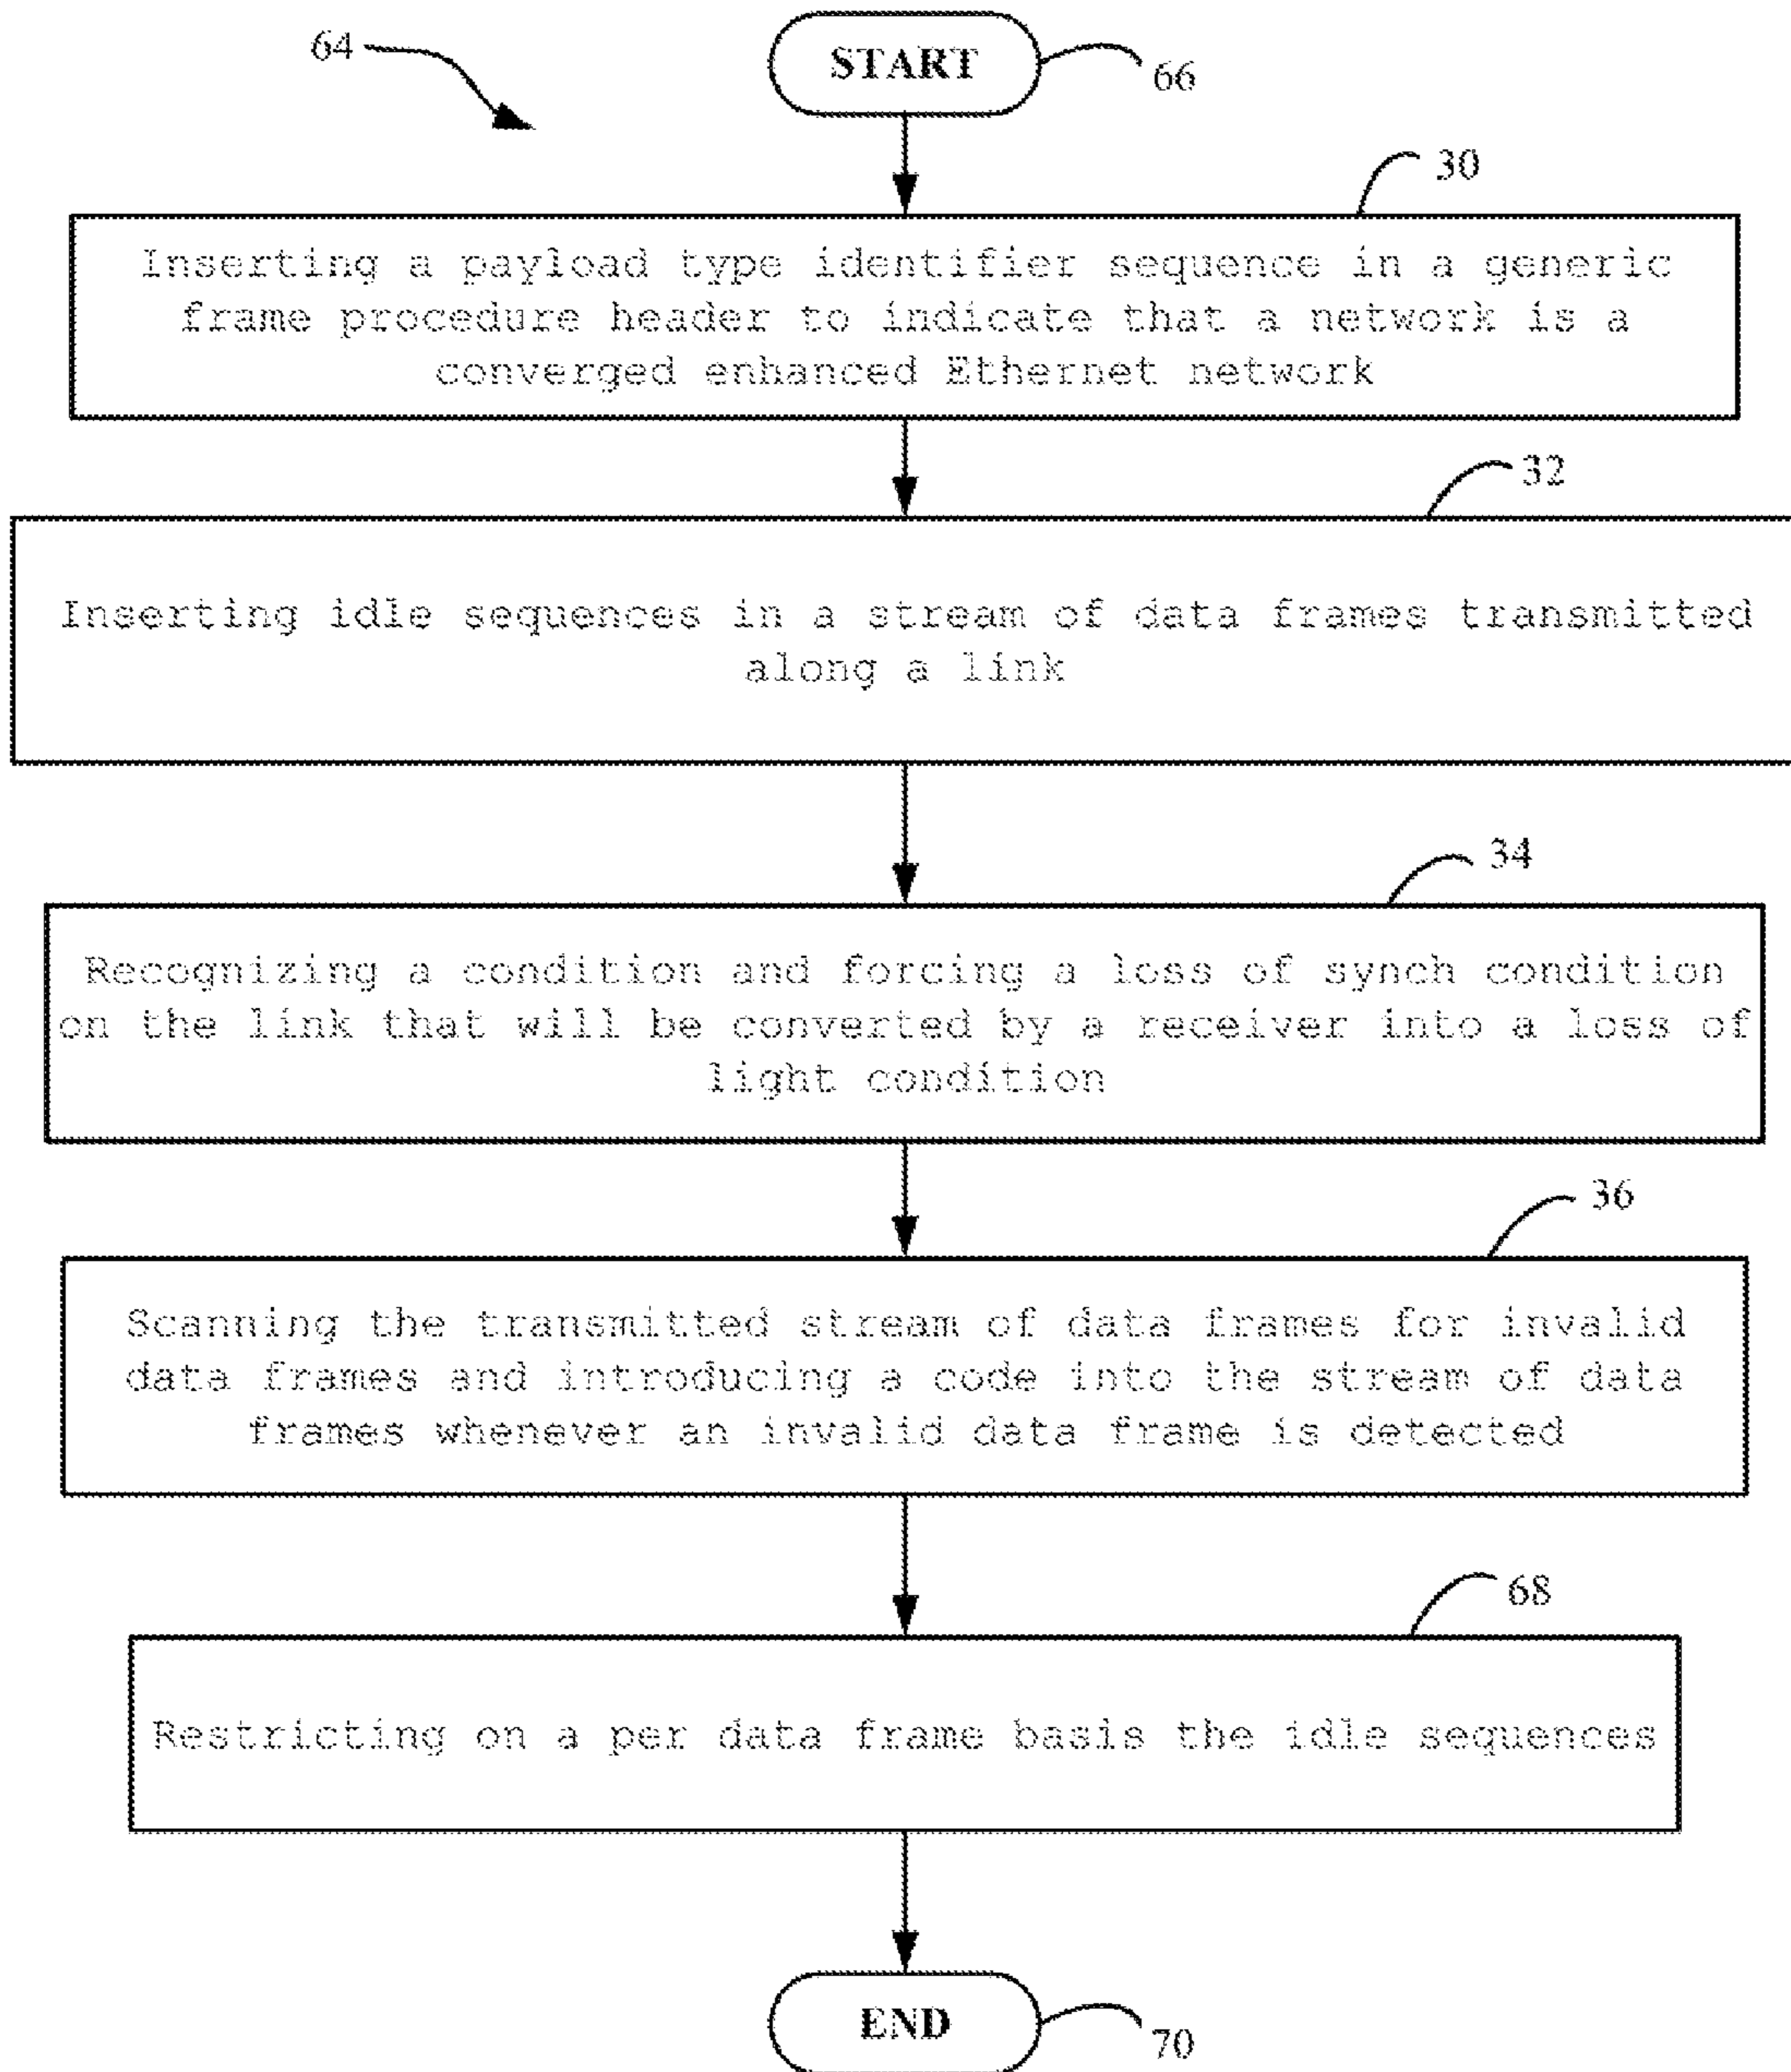 64
START
66
30
Inserting a payload type identifier sequence in a generic
frame procedure header to indicate that a network is a
converged enhanced Ethernet network
32
Inserting idle sequences in a stream of data frames transmitted
along a link
34
Recognizing a condition and forcing a loss of synch condition
on the link that will be converted by a receiver into a loss of
light condition
36
Scanning the transmitted stream of data frames for invalid
data frames and introducing a code into the stream of data
frames whenever an invalid data frame is detected
68
Restricting on a per data frame basis the idle sequences
END
70